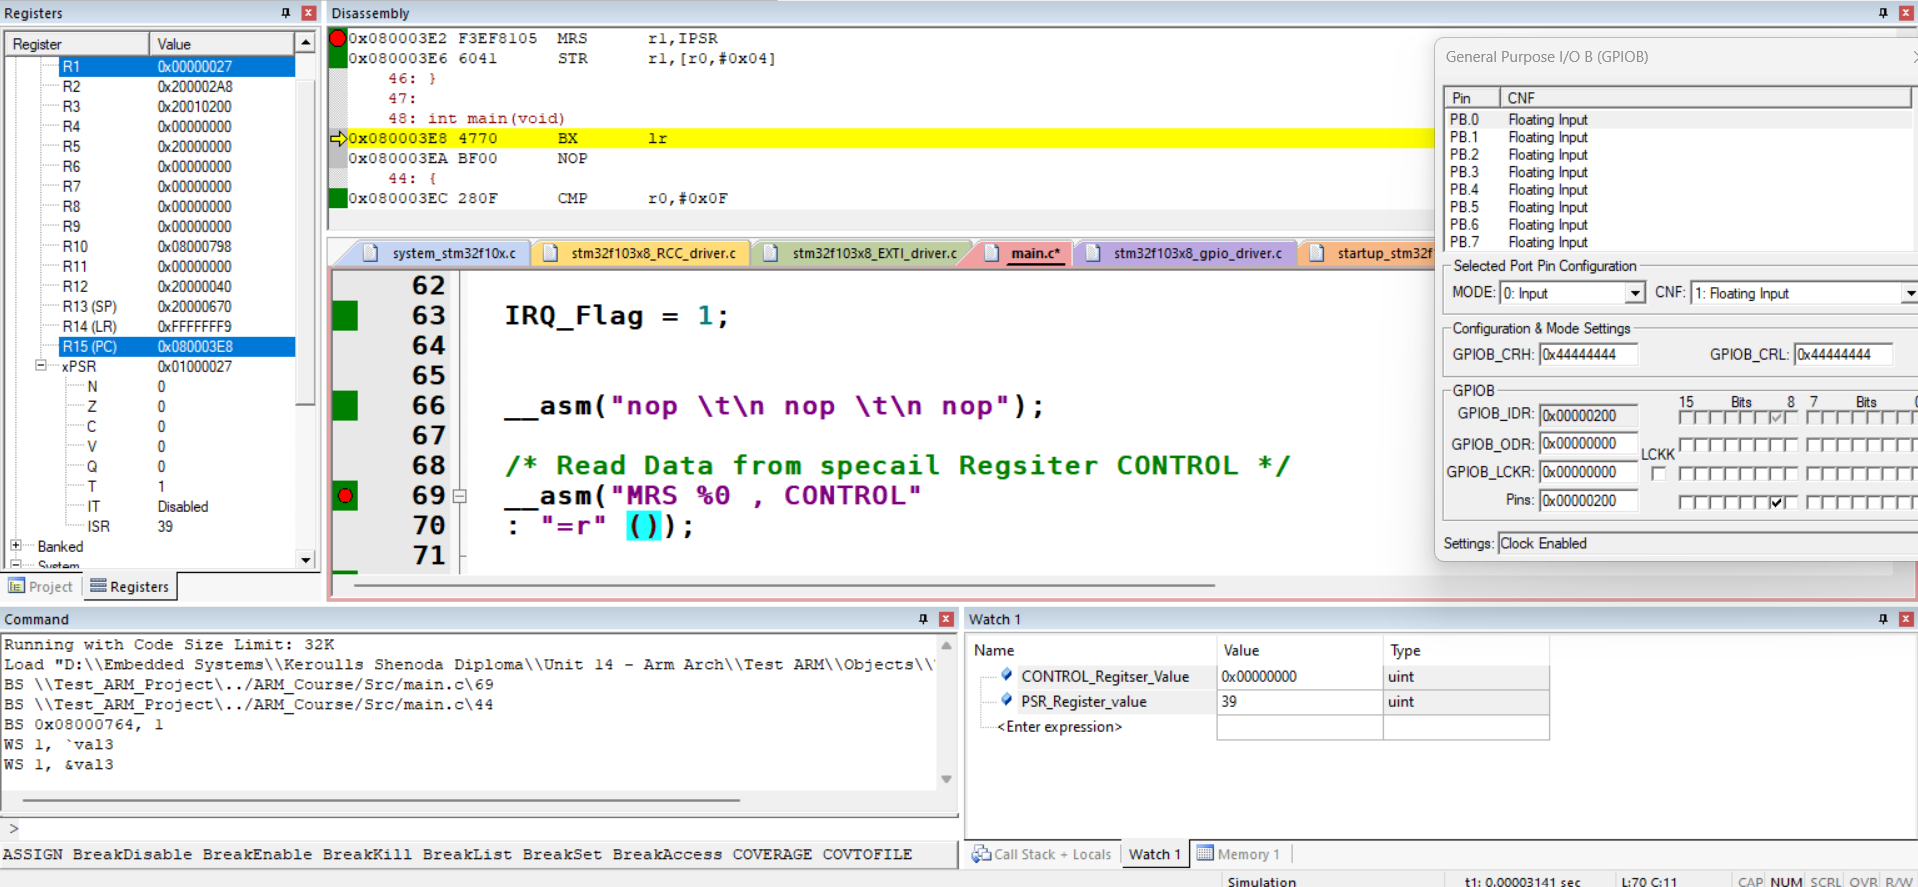 Registers
Register Value
R1 0x00000027
R2 0x200002A8
R3 0x20010200
R4 0x00000000
R5 0x20000000
R6 0x00000000
R7 0x00000000
R8 0x00000000
R9 0x00000000
R10 0x08000798
R11 0x00000000
R12 0x20000040
R13 (SP) 0x20000670
R14 (LR) 0xFFFFFFF9
R15 (PC) 0x080003E8
xPSR 0x01000027
N 0
Z 0
C 0
V 0
Q 0
T 1
IT Disabled
ISR 39
Banked
System
Project Registers
Disassembly
0x080003E2 F3EF8105 MRS r1,IPSR
0x080003E6 6041 STR r1,[r0,#0x04]
46: }
47:
48: int main(void)
0x080003E8 4770 BX lr
0x080003EA BF00 NOP
44: {
0x080003EC 280F CMP r0,#0x0F
system_stm32f10x.c stm32f103x8_RCC_driver.c stm32f103x8_EXTI_driver.c main.c* stm32f103x8_gpio_driver.c startup_stm32f
62
63 IRQ_Flag = 1;
64
65
66 __asm("nop \t\n nop \t\n nop");
67
68 /* Read Data from specail Regsiter CONTROL */
69 __asm("MRS %0 , CONTROL"
70 : "=r" ());
71
General Purpose I/O B (GPIOB)
Pin CNF
PB.0 Floating Input
PB.1 Floating Input
PB.2 Floating Input
PB.3 Floating Input
PB.4 Floating Input
PB.5 Floating Input
PB.6 Floating Input
PB.7 Floating Input
Selected Port Pin Configuration
MODE: 0: Input CNF: 1: Floating Input
Configuration & Mode Settings
GPIOB_CRH: 0x44444444 GPIOB_CRL: 0x44444444
GPIOB
15 Bits 8 7 Bits
GPIOB_IDR: 0x00000200
GPIOB_ODR: 0x00000000
LCKK
GPIOB_LCKR: 0x00000000
Pins: 0x00000200
Settings: Clock Enabled
Command
Running with Code Size Limit: 32K
Load "D:\\Embedded Systems\\Keroulls Shenoda Diploma\\Unit 14 - Arm Arch\\Test ARM\\Objects\\
BS \\Test_ARM_Project\../ARM_Course/Src/main.c\69
BS \\Test_ARM_Project\../ARM_Course/Src/main.c\44
BS 0x08000764, 1
WS 1, `val3
WS 1, &val3
>
ASSIGN BreakDisable BreakEnable BreakKill BreakList BreakSet BreakAccess COVERAGE COVTOFILE
Watch 1
Name Value Type
CONTROL_Regitser_Value 0x00000000 uint
PSR_Register_value 39 uint
<Enter expression>
Call Stack + Locals Watch 1 Memory 1
Simulation t1: 0.00003141 sec L:70 C:11 CAP NUM SCRL OVR R/W